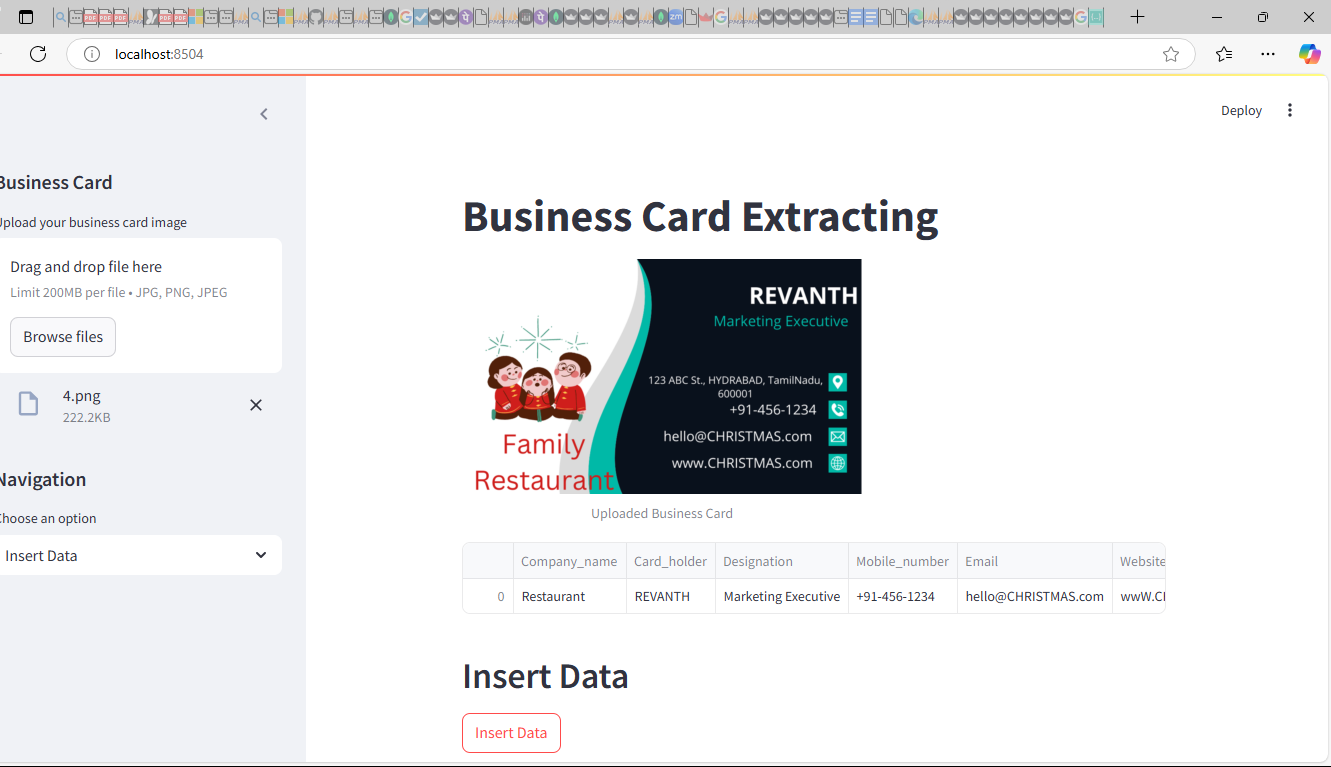 localhost:8504
Deploy
Business Card
Upload your business card image
Drag and drop file here
Limit 200MB per file • JPG, PNG, JPEG
Browse files
4.png
222.2KB
Navigation
Choose an option
Insert Data
Business Card Extracting
REVANTH
Marketing Executive
123 ABC St., HYDRABAD, TamilNadu,
600001
+91-456-1234
hello@CHRISTMAS.com
www.CHRISTMAS.com
Family
Restaurant
Uploaded Business Card
Company_name Card_holder Designation Mobile_number Email Website
0 Restaurant REVANTH Marketing Executive +91-456-1234 hello@CHRISTMAS.com
Insert Data
Insert Data